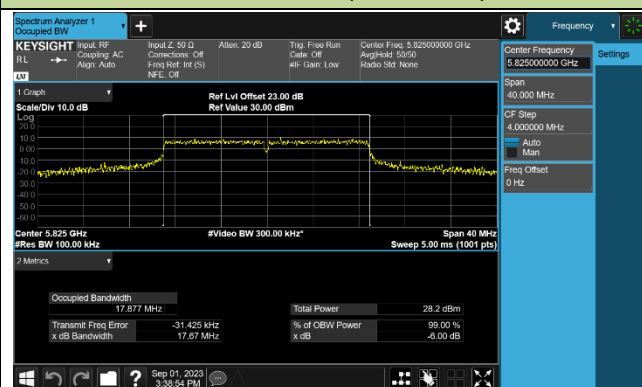 Spectrum Analyzer 1
Occupied BW
Frequency
KEYSIGHT
RL
LXI
Input: RF
Coupling: AC
Align: Auto
Input Z: 50 Ω
Corrections: Off
Freq Ref: Int (S)
NFE: Off
Atten: 20 dB
Trig: Free Run
Gate: Off
#IF Gain: Low
Center Freq: 5.825000000 GHz
Avg|Hold: 50/50
Radio Std: None
Center Frequency
5.825000000 GHz
Settings
Span
40.000 MHz
CF Step
4.000000 MHz
Auto
Man
Freq Offset
0 Hz
1 Graph
Scale/Div 10.0 dB
Ref Lvl Offset 23.00 dB
Ref Value 30.00 dBm
Log
20.0
10.0
0.00
-10.0
-20.0
-30.0
-40.0
-50.0
-60.0
Center 5.825 GHz
#Res BW 100.00 kHz
#Video BW 300.00 kHz*
Span 40 MHz
Sweep 5.00 ms (1001 pts)
2 Metrics
Occupied Bandwidth
17.877 MHz
Total Power 28.2 dBm
Transmit Freq Error -31.425 kHz
% of OBW Power 99.00 %
x dB Bandwidth 17.67 MHz
x dB -6.00 dB
Sep 01, 2023
3:38:54 PM